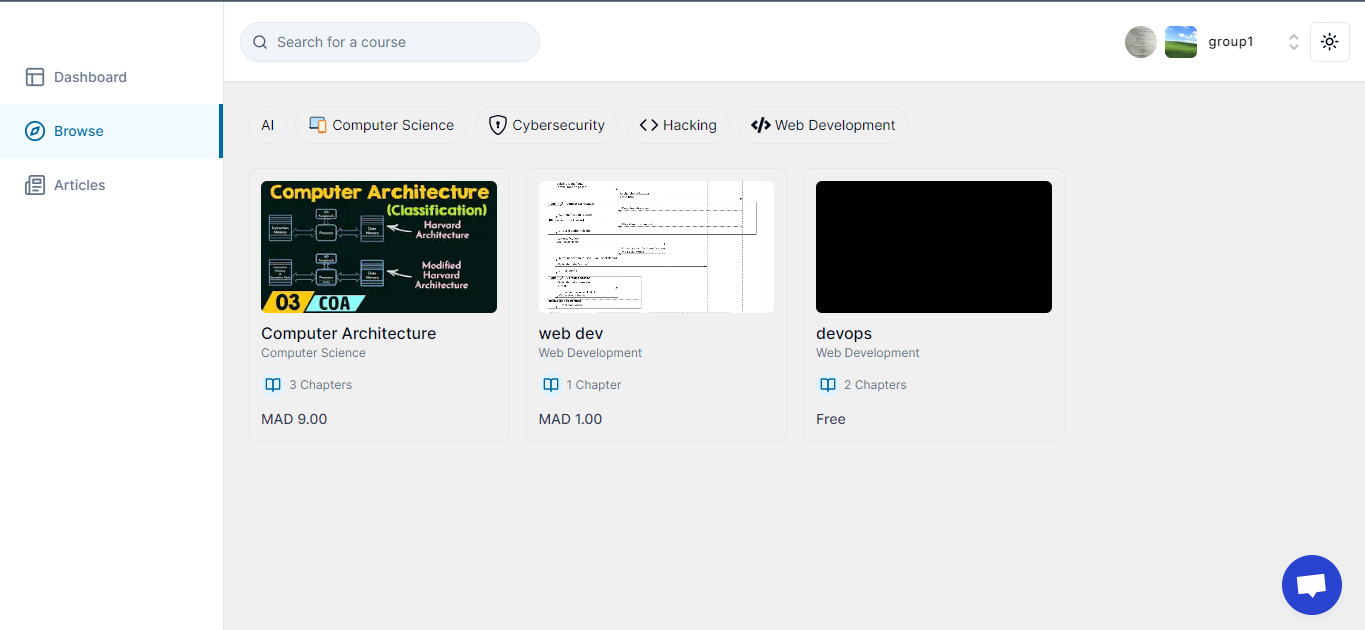 Search for a course
group1
Dashboard
Browse
Articles
AI
Computer Science
Cybersecurity
Hacking
Web Development
Computer Architecture
(Classification)
Harvard
Architecture
Modified
Harvard
Architecture
03 COA
Computer Architecture
Computer Science
3 Chapters
MAD 9.00
web dev
Web Development
1 Chapter
MAD 1.00
devops
Web Development
2 Chapters
Free